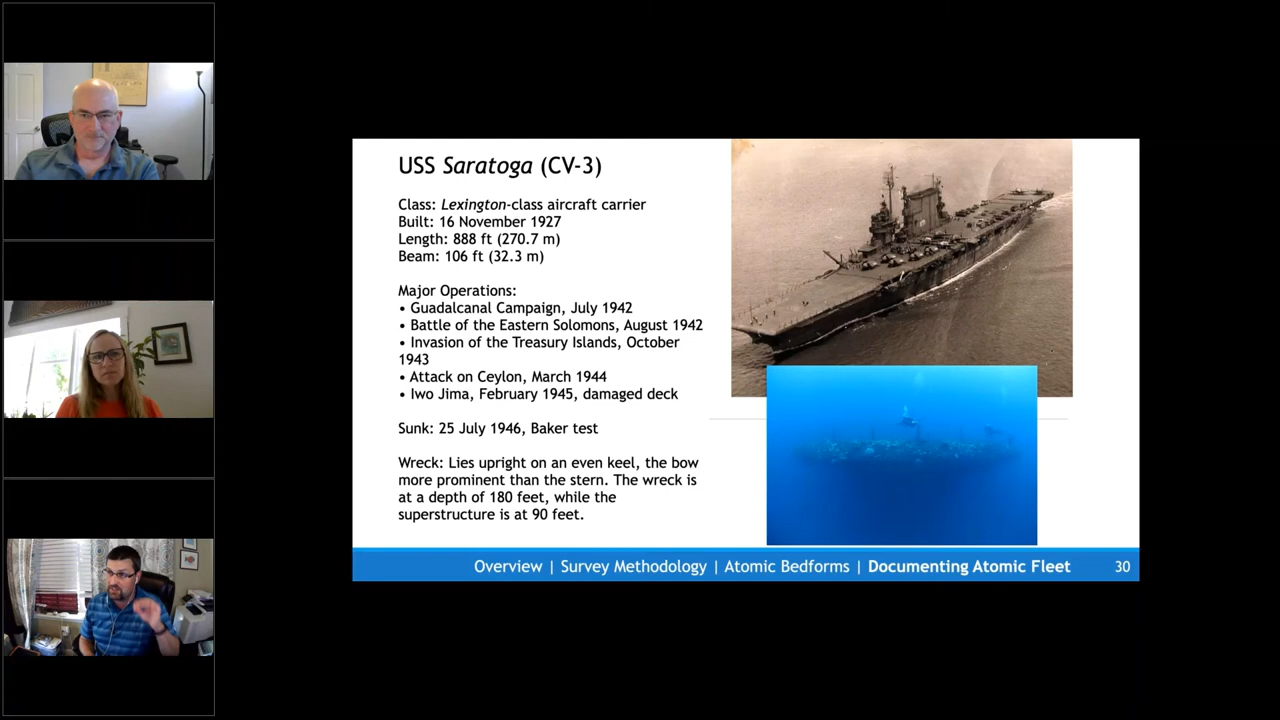 USS Saratoga (CV-3)
Class: Lexington-class aircraft carrier
Built: 16 November 1927
Length: 888 ft (270.7 m)
Beam: 106 ft (32.3 m)
Major Operations:
• Guadalcanal Campaign, July 1942
• Battle of the Eastern Solomons, August 1942
• Invasion of the Treasury Islands, October
1943
• Attack on Ceylon, March 1944
• Iwo Jima, February 1945, damaged deck
Sunk: 25 July 1946, Baker test
Wreck: Lies upright on an even keel, the bow
more prominent than the stern. The wreck is
at a depth of 180 feet, while the
superstructure is at 90 feet.
Overview | Survey Methodology | Atomic Bedforms | Documenting Atomic Fleet 30